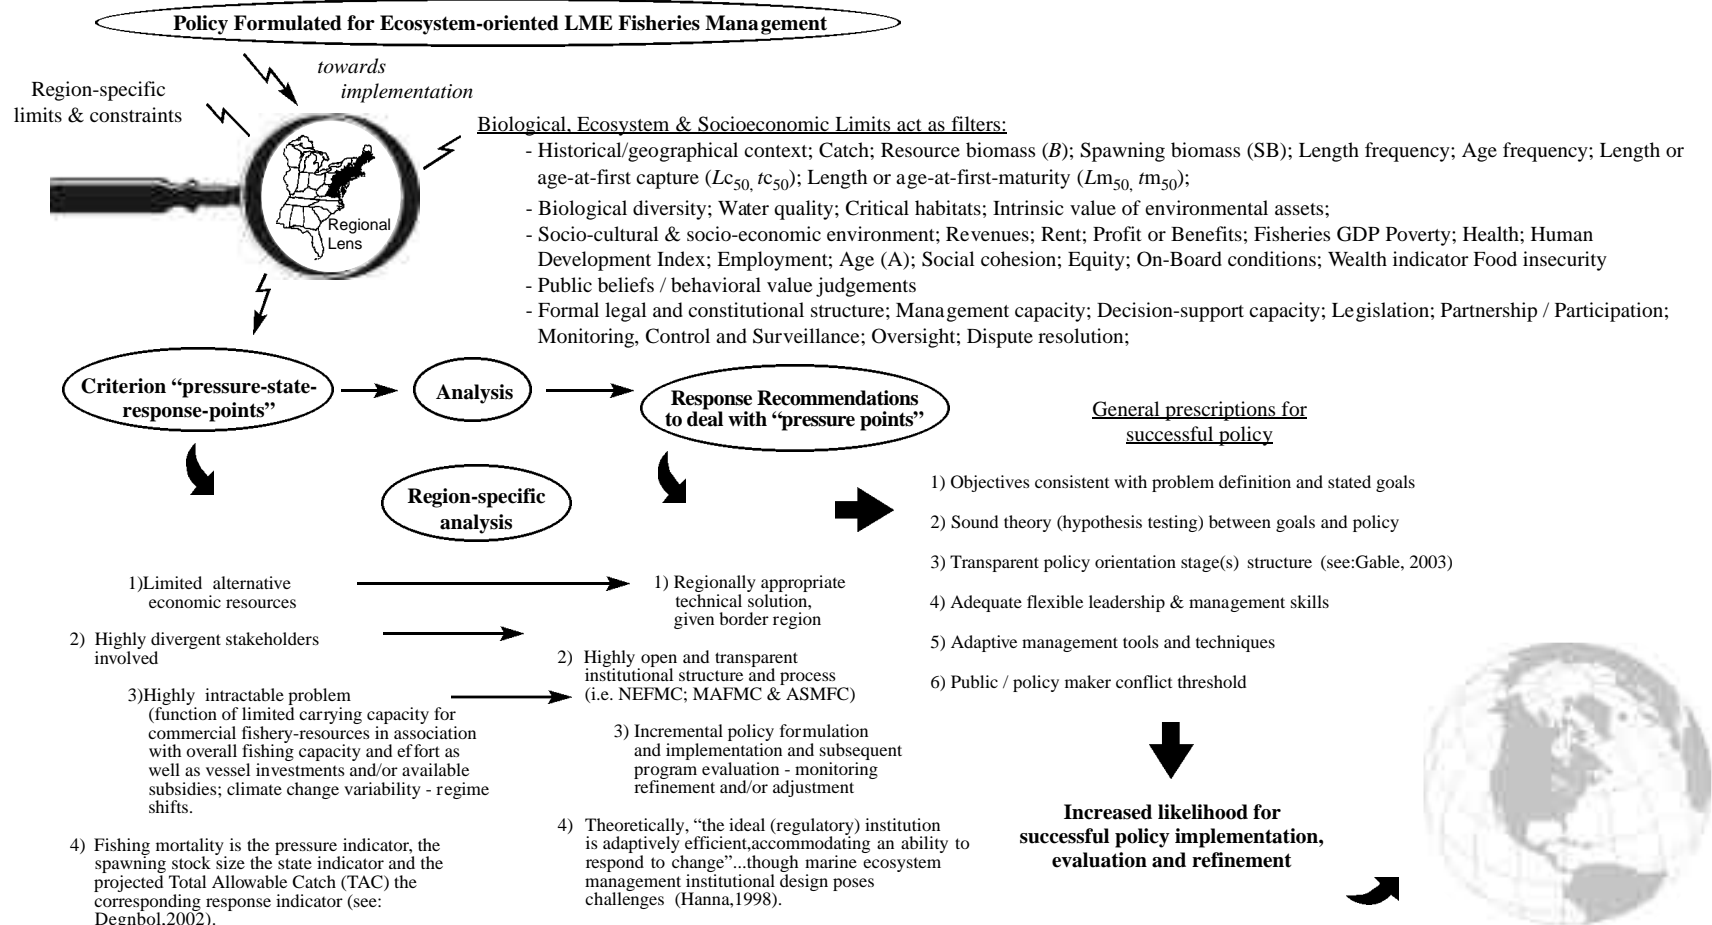 Policy Formulated for Ecosystem-oriented LME Fisheries Management
towards
implementation
Region-specific
limits & constraints
Regional
Lens
Biological, Ecosystem & Socioeconomic Limits act as filters:
- Historical/geographical context; Catch; Resource biomass (B); Spawning biomass (SB); Length frequency; Age frequency; Length or
age-at-first capture (Lc50, tc50); Length or age-at-first-maturity (Lm50, tm50);
- Biological diversity; Water quality; Critical habitats; Intrinsic value of environmental assets;
- Socio-cultural & socio-economic environment; Revenues; Rent; Profit or Benefits; Fisheries GDP Poverty; Health; Human
Development Index; Employment; Age (A); Social cohesion; Equity; On-Board conditions; Wealth indicator Food insecurity
- Public beliefs / behavioral value judgements
- Formal legal and constitutional structure; Management capacity; Decision-support capacity; Legislation; Partnership / Participation;
Monitoring, Control and Surveillance; Oversight; Dispute resolution;
Criterion “pressure-state-
response-points”
Analysis
Response Recommendations
to deal with “pressure points”
Region-specific
analysis
1)Limited alternative
economic resources
2) Highly divergent stakeholders
involved
3)Highly intractable problem
(function of limited carrying capacity for
commercial fishery-resources in association
with overall fishing capacity and effort as
well as vessel investments and/or available
subsidies; climate change variability - regime
shifts.
4) Fishing mortality is the pressure indicator, the
spawning stock size the state indicator and the
projected Total Allowable Catch (TAC) the
corresponding response indicator (see:
Degnbol,2002).
1) Regionally appropriate
technical solution,
given border region
2) Highly open and transparent
institutional structure and process
(i.e. NEFMC; MAFMC & ASMFC)
3) Incremental policy formulation
and implementation and subsequent
program evaluation - monitoring
refinement and/or adjustment
4) Theoretically, “the ideal (regulatory) institution
is adaptively efficient,accommodating an ability to
respond to change”...though marine ecosystem
management institutional design poses
challenges (Hanna,1998).
General prescriptions for
successful policy
1) Objectives consistent with problem definition and stated goals
2) Sound theory (hypothesis testing) between goals and policy
3) Transparent policy orientation stage(s) structure (see:Gable, 2003)
4) Adequate flexible leadership & management skills
5) Adaptive management tools and techniques
6) Public / policy maker conflict threshold
Increased likelihood for
successful policy implementation,
evaluation and refinement